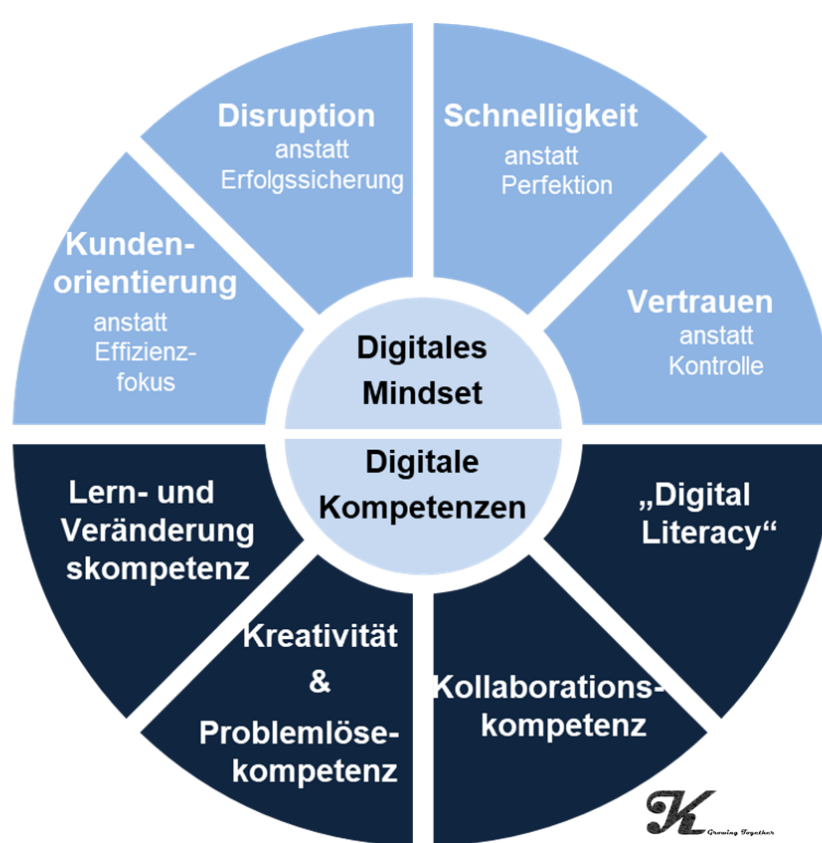 Disruption
anstatt
Erfolgssicherung
Schnelligkeit
anstatt
Perfektion
Kunden-
orientierung
anstatt
Effizienz-
fokus
Vertrauen
anstatt
Kontrolle
Digitales
Mindset
Digitale
Kompetenzen
Lern- und
Veränderung
skompetenz
„Digital
Literacy“
Kreativität
&
Problemlöse-
kompetenz
Kollaborations-
kompetenz
K
Growing Together